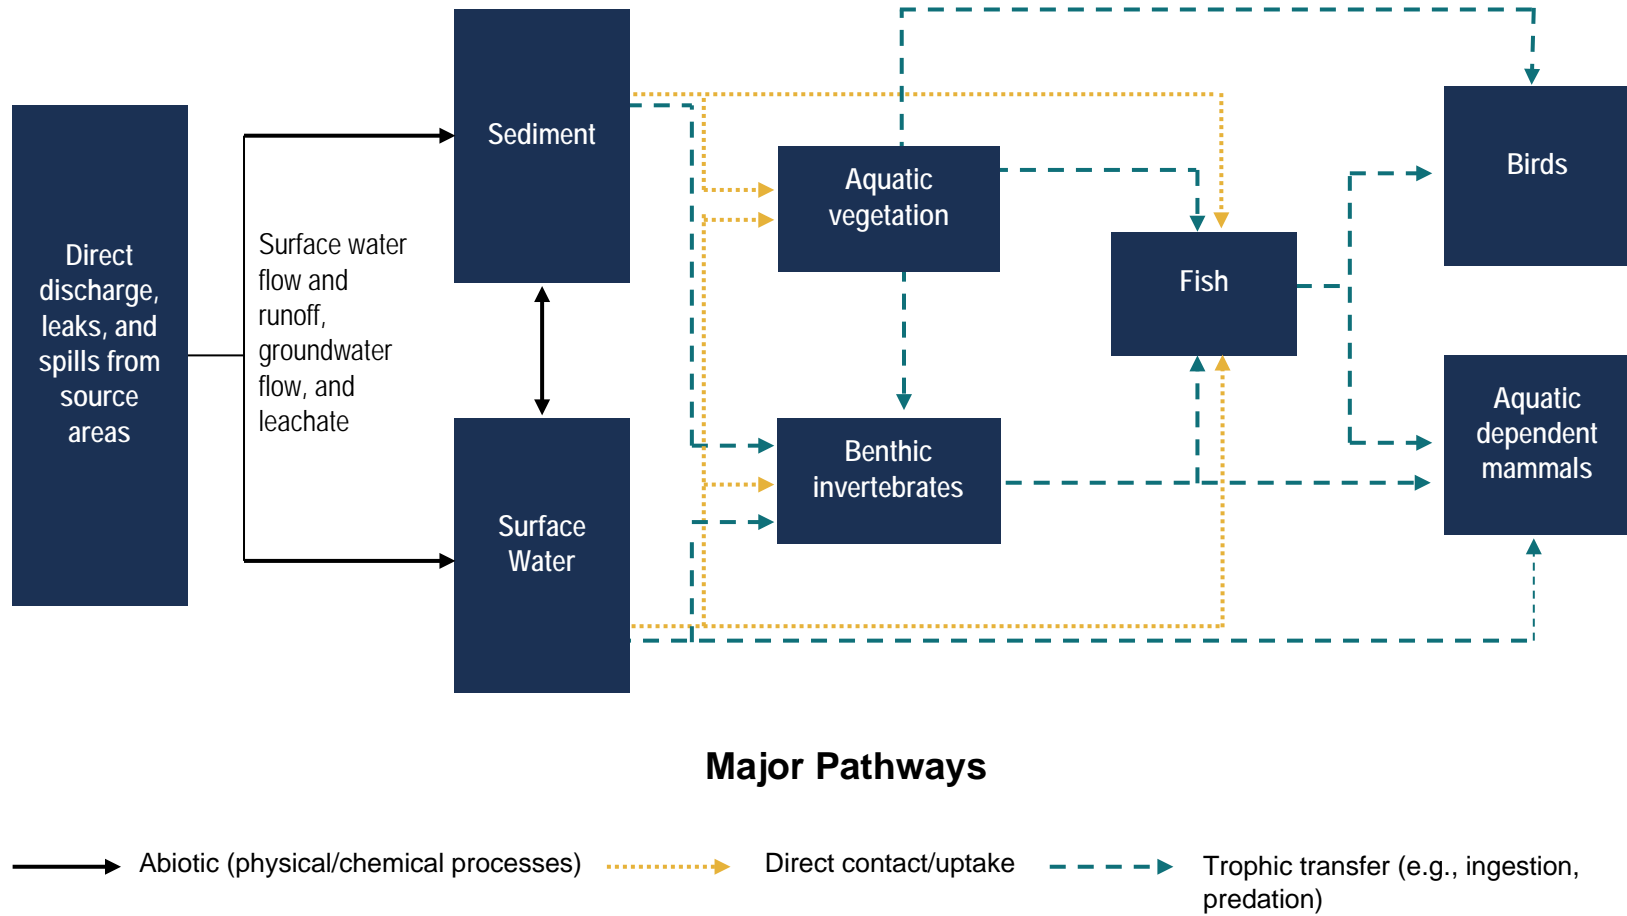 Direct
discharge,
leaks, and
spills from
source
areas
Surface water
flow and
runoff,
groundwater
flow, and
leachate
Sediment
Surface
Water
Aquatic
vegetation
Benthic
invertebrates
Fish
Birds
Aquatic
dependent
mammals
Major Pathways
Abiotic (physical/chemical processes)
Direct contact/uptake
Trophic transfer (e.g., ingestion,
predation)